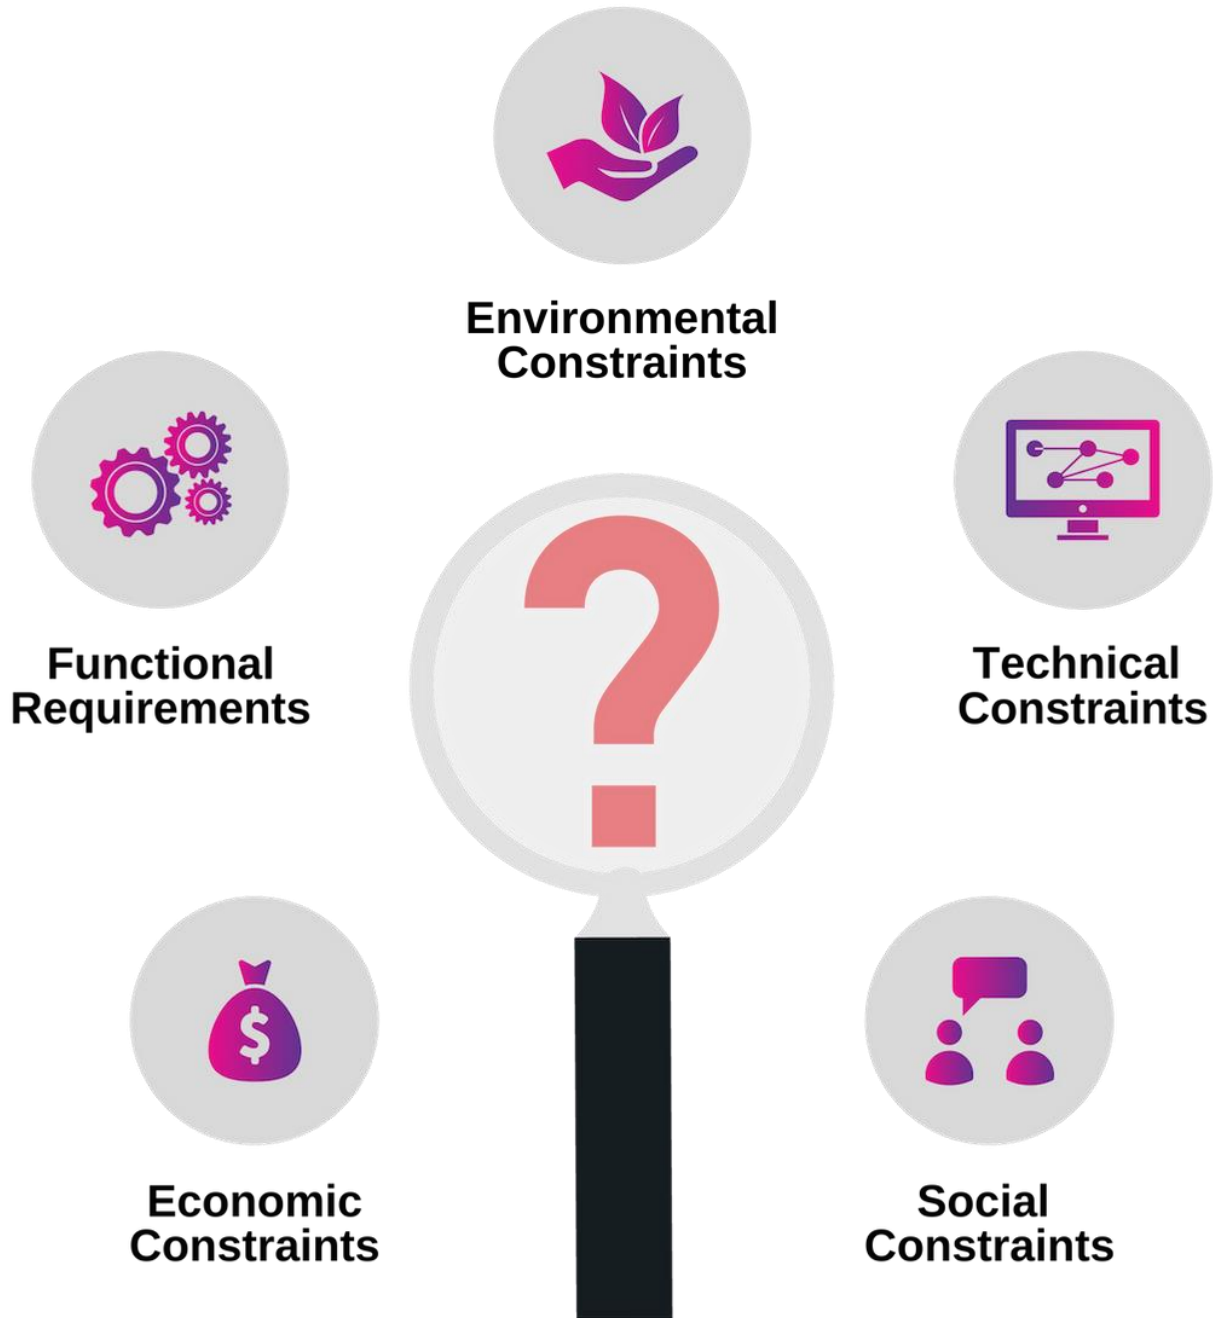 Environmental
Constraints
Functional
Requirements
Technical
Constraints
?
$
Economic
Constraints
Social
Constraints